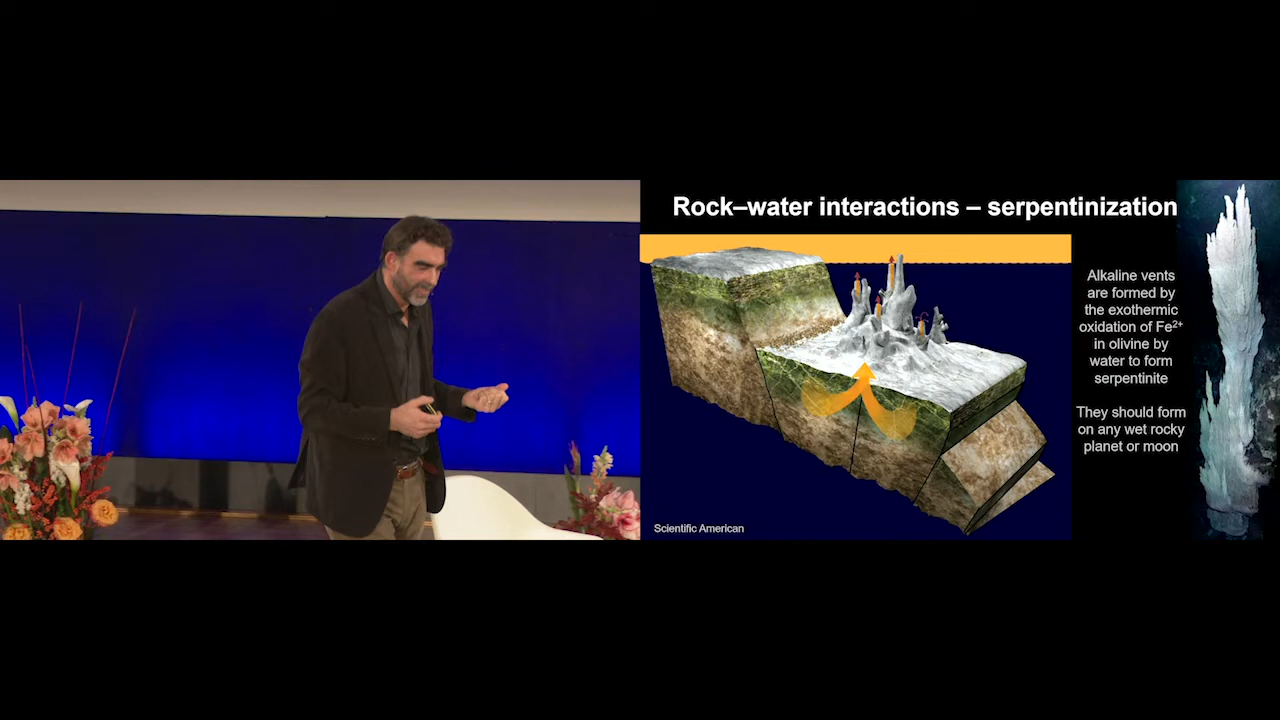 Rock–water interactions – serpentinization
Alkaline vents
are formed by
the exothermic
oxidation of Fe²⁺
in olivine by
water to form
serpentinite
They should form
on any wet rocky
planet or moon
Scientific American